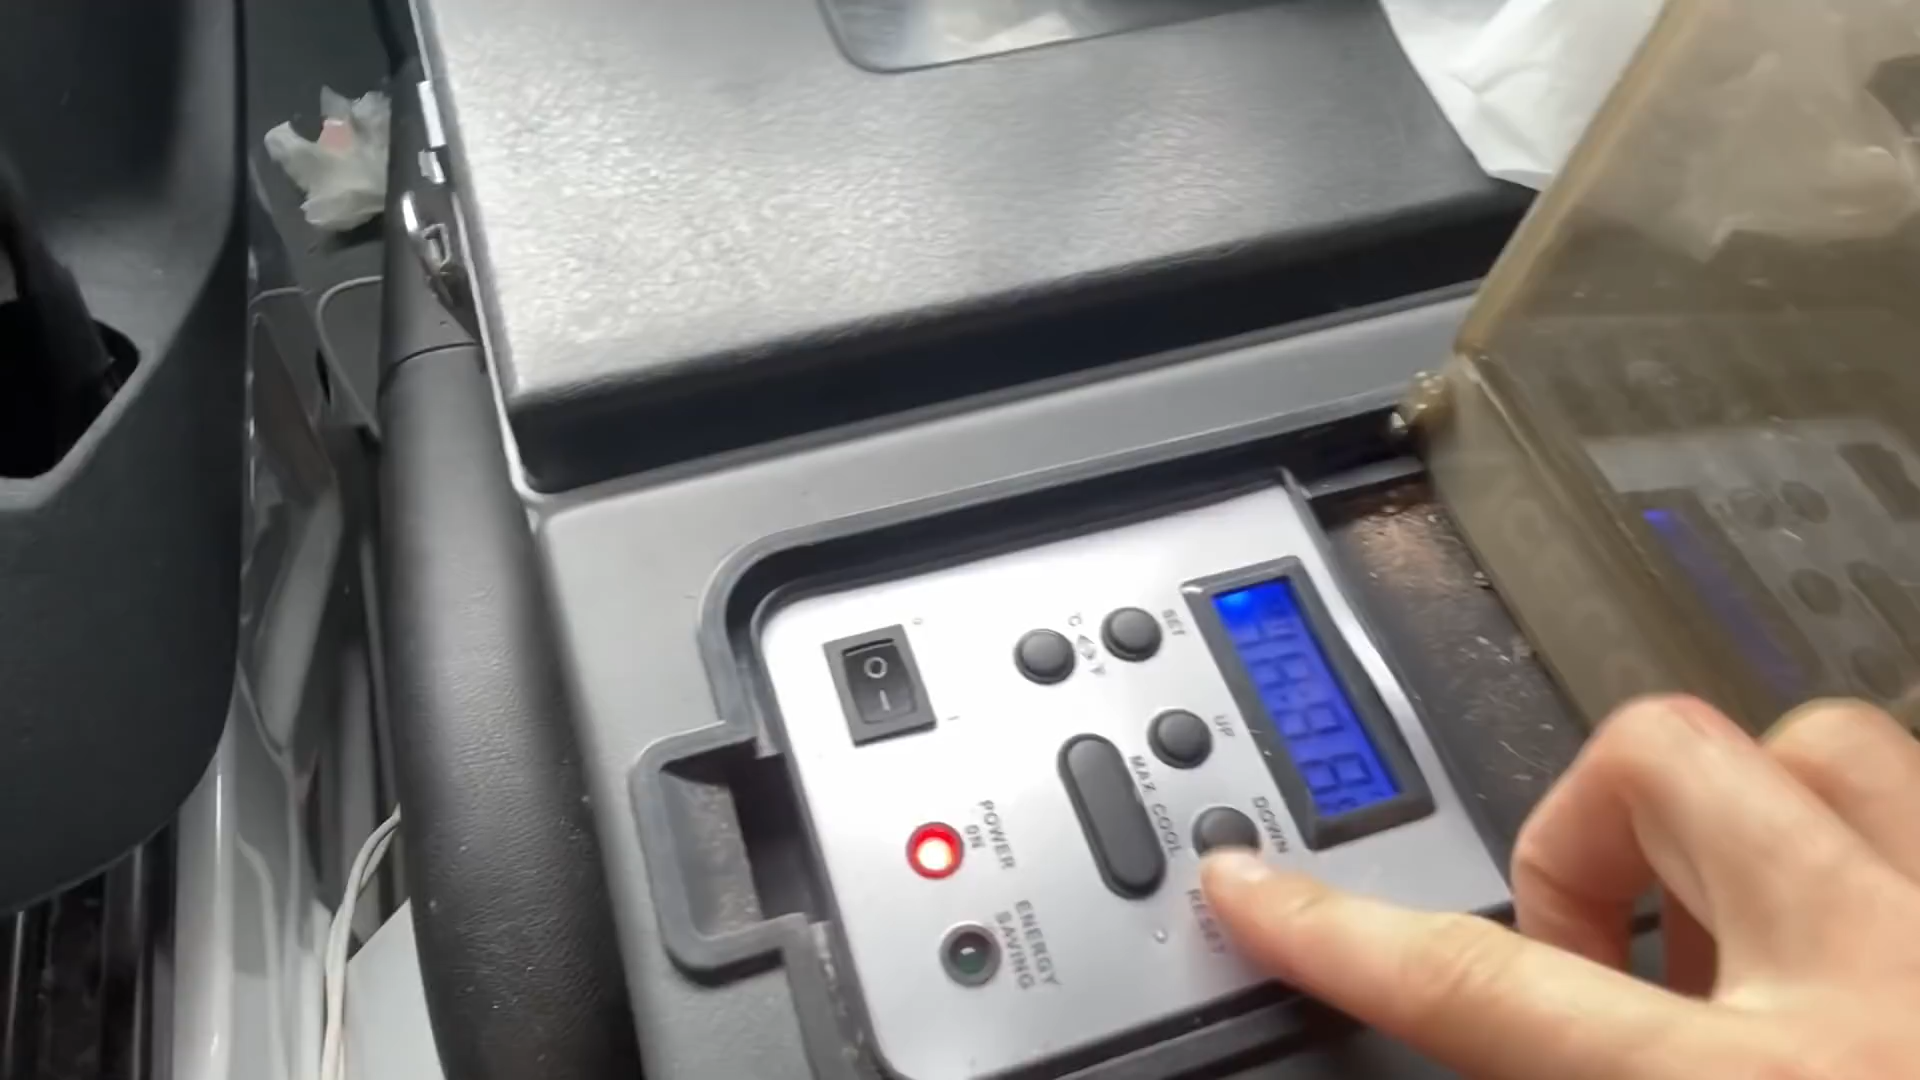 SET
°C
°F
UP
MAX COOL
DOWN
RESET
POWER
ON
ENERGY
SAVING